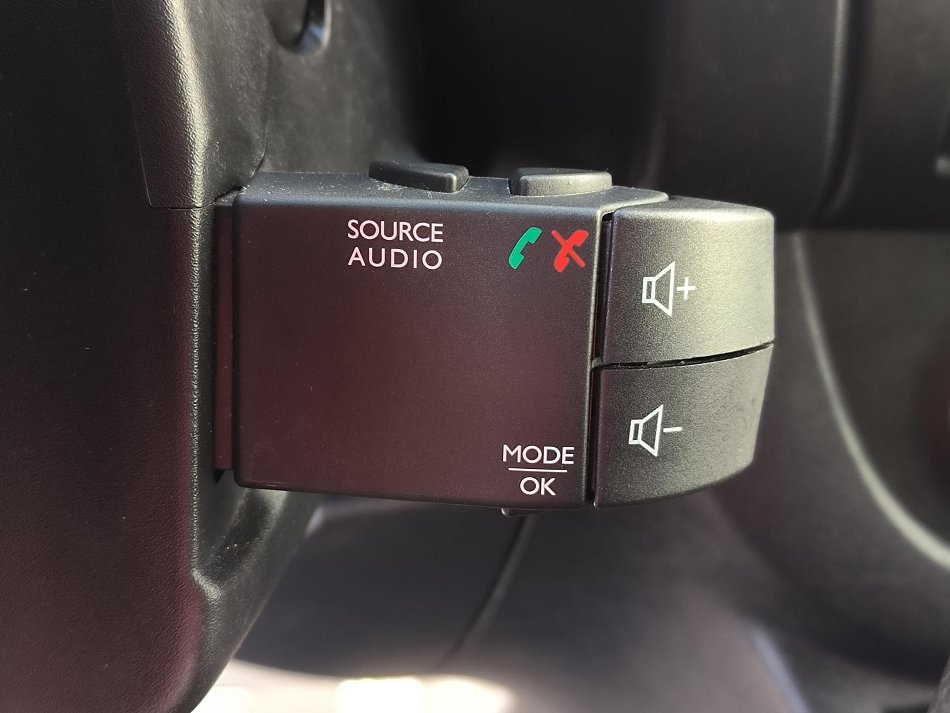 SOURCE
AUDIO
+
-
MODE
OK